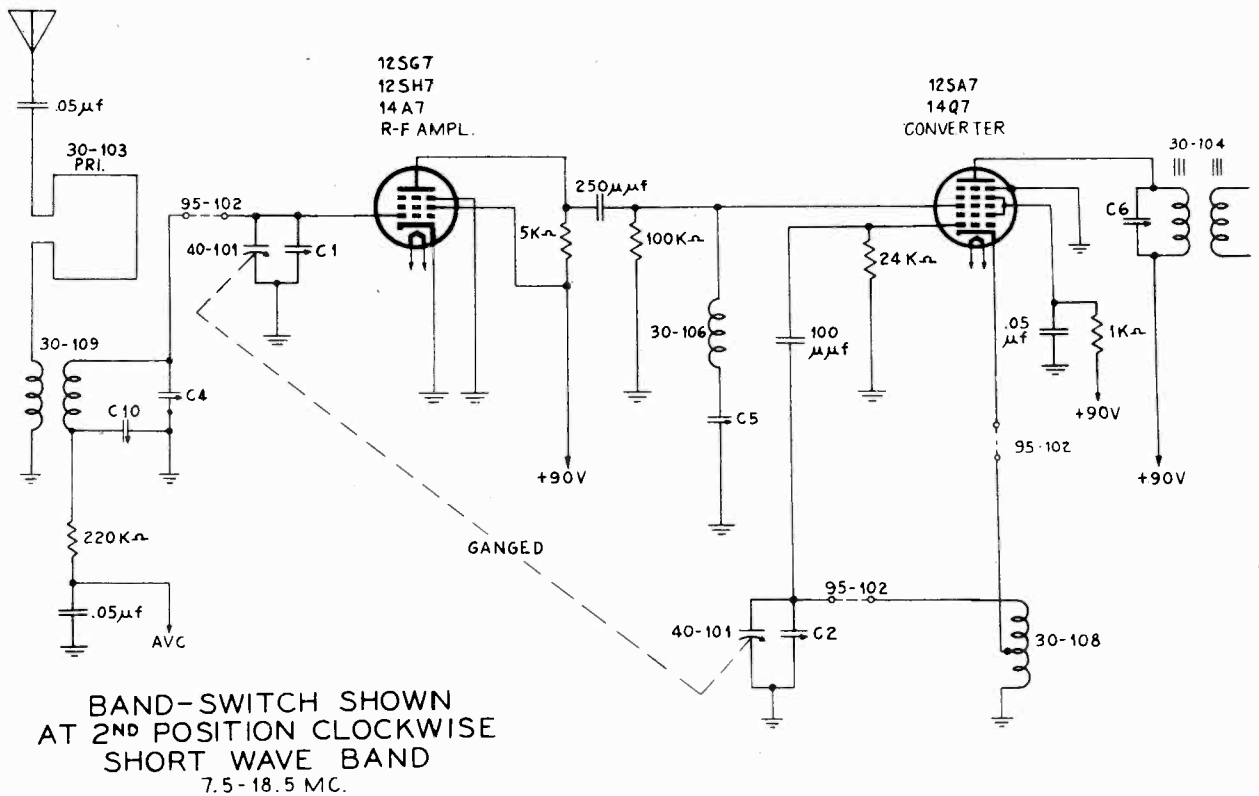 .05μf
30-103
PRI.
95-102
40-101
C1
12SG7
12SH7
14A7
R-F AMPL.
250μμf
5KΩ
100KΩ
+90V
30-106
C5
12SA7
14Q7
CONVERTER
24KΩ
100
μμf
.05
μf
1KΩ
+90V
30-104
C6
+90V
95-102
30-109
C4
C10
220KΩ
.05μf
AVC
GANGED
40-101
C2
95-102
30-108
BAND-SWITCH SHOWN
AT 2ND POSITION CLOCKWISE
SHORT WAVE BAND
7.5-18.5 MC.